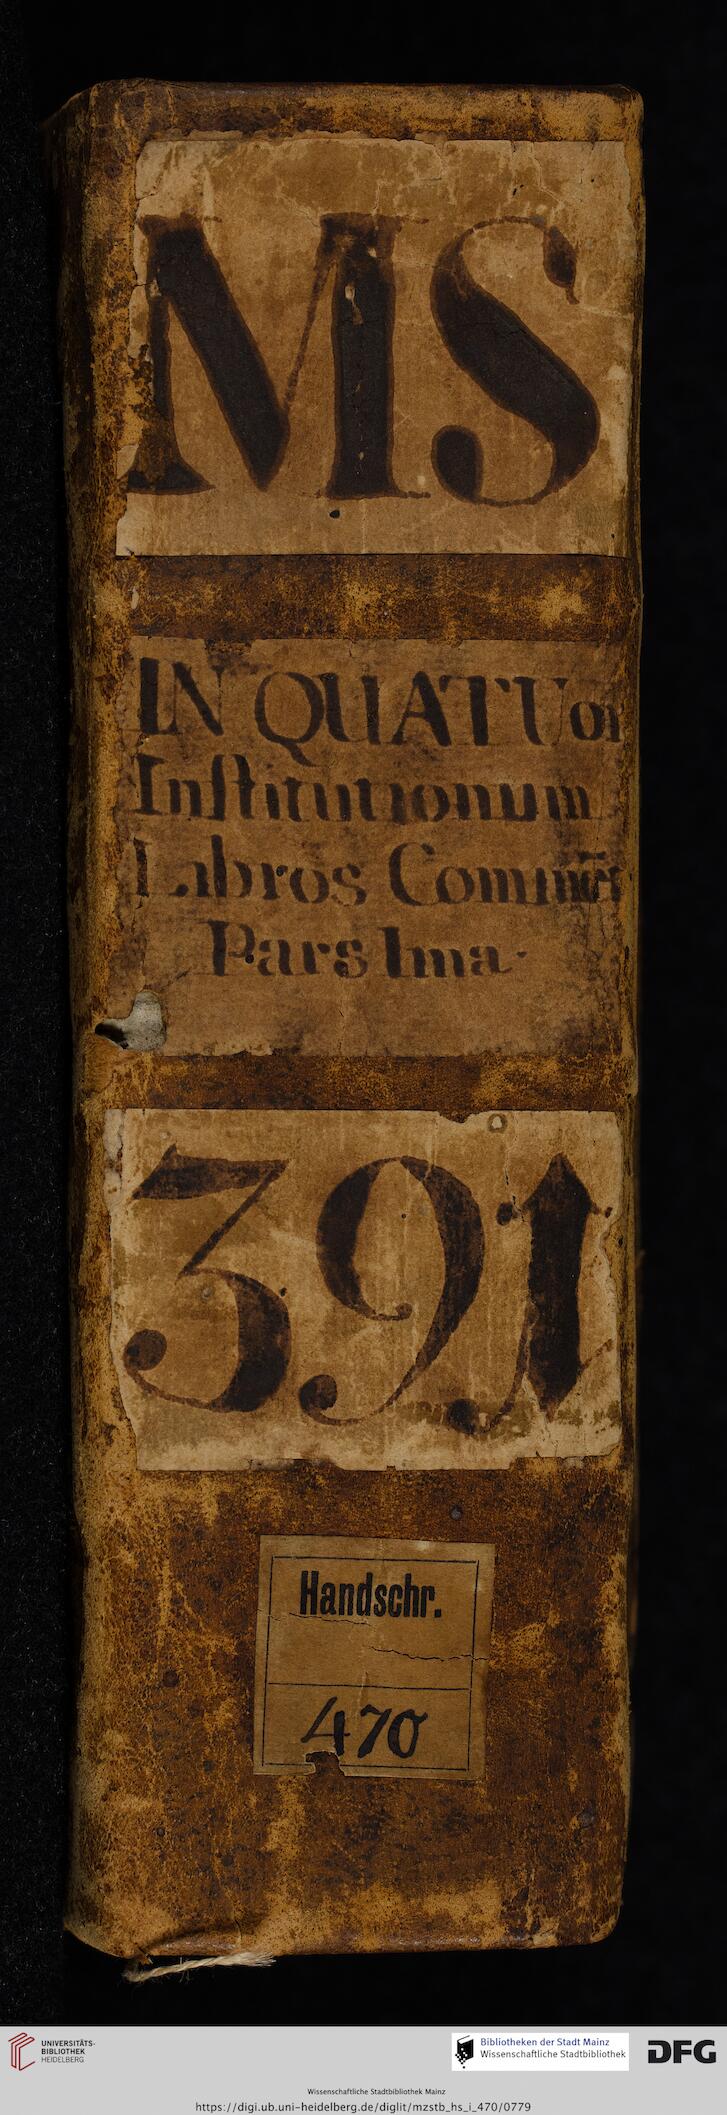 MS
IN QUATUor
Inſtitutionum
Libros
Pars Ima.
391
Handschr.
470
UNIVERSITÄTS-
BIBLIOTHEK
HEIDELBERG
Bibliotheken der Stadt Mainz
Wissenschaftliche Stadtbibliothek
DFG
Wissenschaftliche Stadtbibliothek Mainz
https://digi.ub.uni-heidelberg.de/diglit/mzstb_hs_i_470/0779